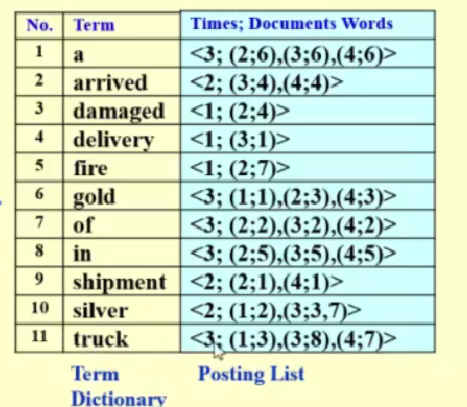 No. Term Times; Documents Words
1 a <3; (2;6),(3;6),(4;6)>
2 arrived <2; (3;4),(4;4)>
3 damaged <1; (2;4)>
4 delivery <1; (3;1)>
5 fire <1; (2;7)>
6 gold <3; (1;1),(2;3),(4;3)>
7 of <3; (2;2),(3;2),(4;2)>
8 in <3; (2;5),(3;5),(4;5)>
9 shipment <2; (2;1),(4;1)>
10 silver <2; (1;2),(3;3,7)>
11 truck <3; (1;3),(3;8),(4;7)>
Term Posting List
Dictionary